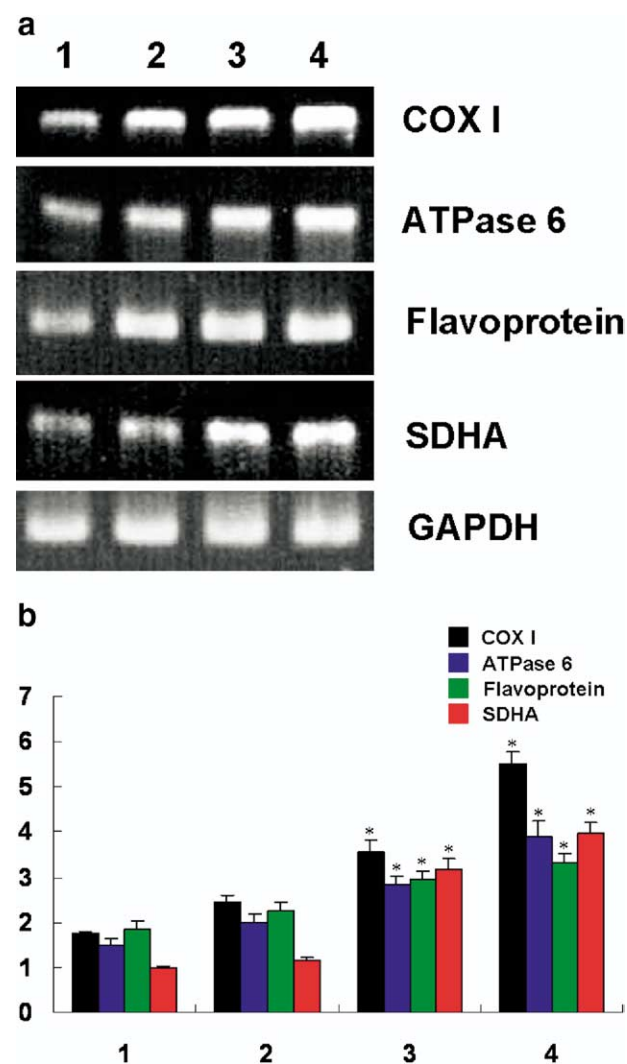 a
1 2 3 4
COX I
ATPase 6
Flavoprotein
SDHA
GAPDH
b
COX I
ATPase 6
Flavoprotein
SDHA
7
6
5
4
3
2
1
0
* * * *
* * * *
1 2 3 4